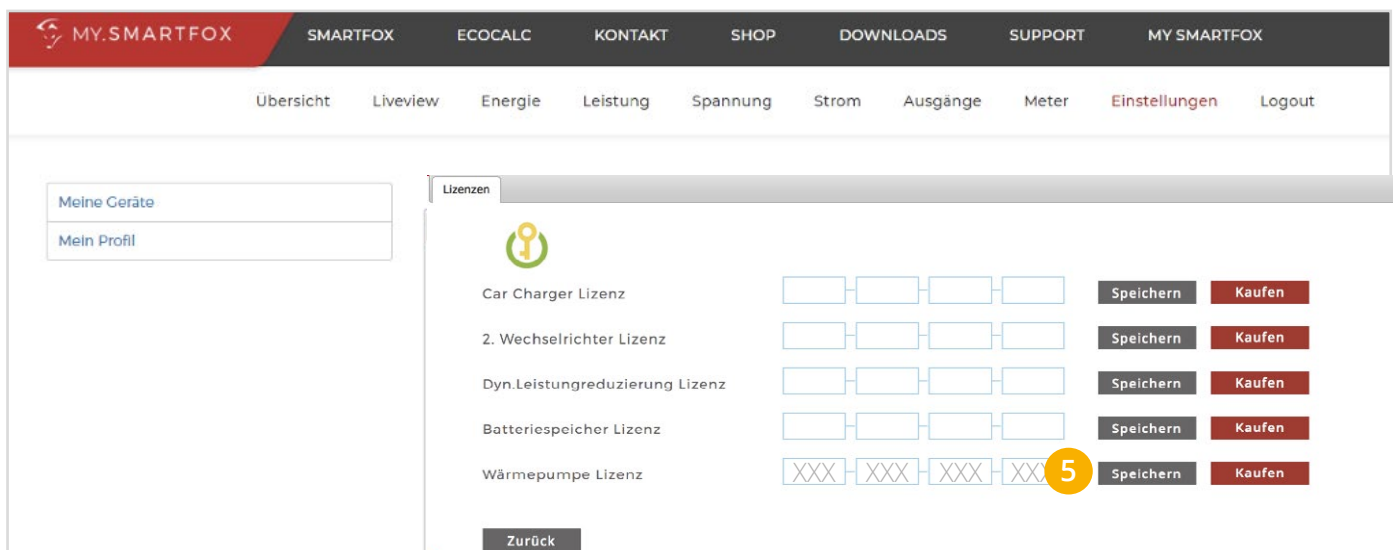 MY.SMARTFOX SMARTFOX ECOCALC KONTAKT SHOP DOWNLOADS SUPPORT MY SMARTFOX
Übersicht Liveview Energie Leistung Spannung Strom Ausgänge Meter Einstellungen Logout
Meine Geräte
Mein Profil
Lizenzen
Car Charger Lizenz - - - Speichern Kaufen
2. Wechselrichter Lizenz - - - Speichern Kaufen
Dyn.Leistungreduzierung Lizenz - - - Speichern Kaufen
Batteriespeicher Lizenz - - - Speichern Kaufen
Wärmepumpe Lizenz XXX - XXX - XXX - XXX 5 Speichern Kaufen
Zurück